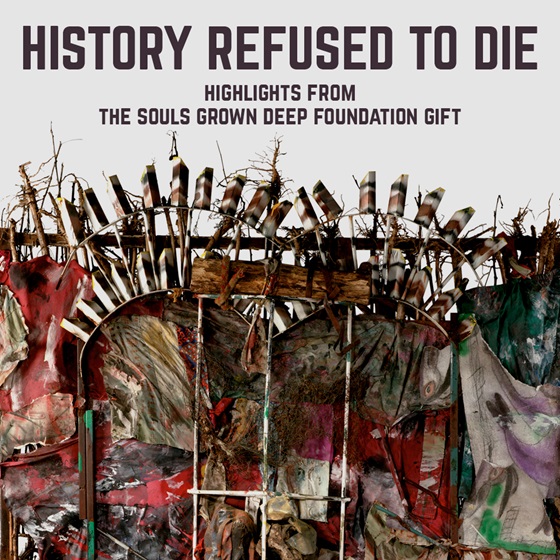 HISTORY REFUSED TO DIE
HIGHLIGHTS FROM
THE SOULS GROWN DEEP FOUNDATION GIFT